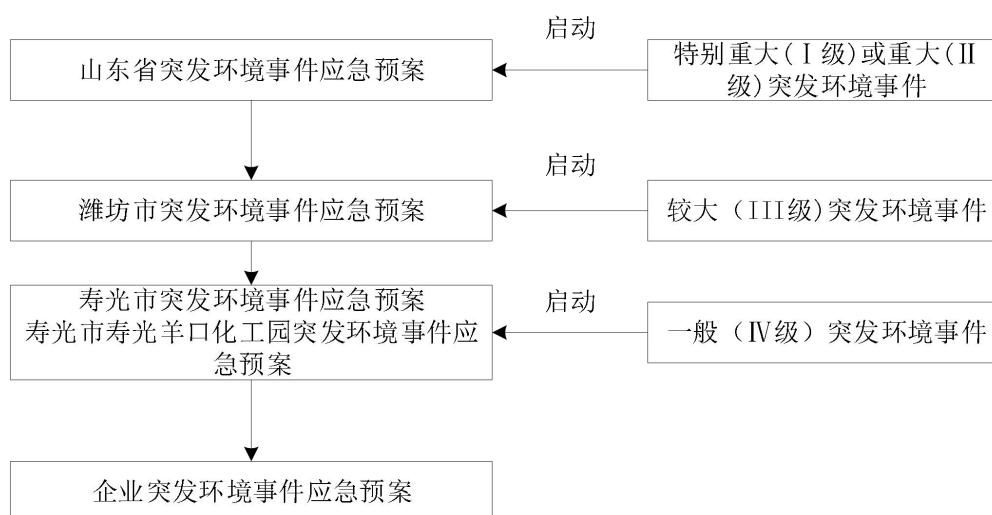 启动
山东省突发环境事件应急预案
特别重大(Ⅰ级)或重大(Ⅱ
级)突发环境事件
启动
潍坊市突发环境事件应急预案
较大（III级)突发环境事件
寿光市突发环境事件应急预案
寿光市寿光羊口化工园突发环境事件应
急预案
启动
一般（Ⅳ级）突发环境事件
企业突发环境事件应急预案